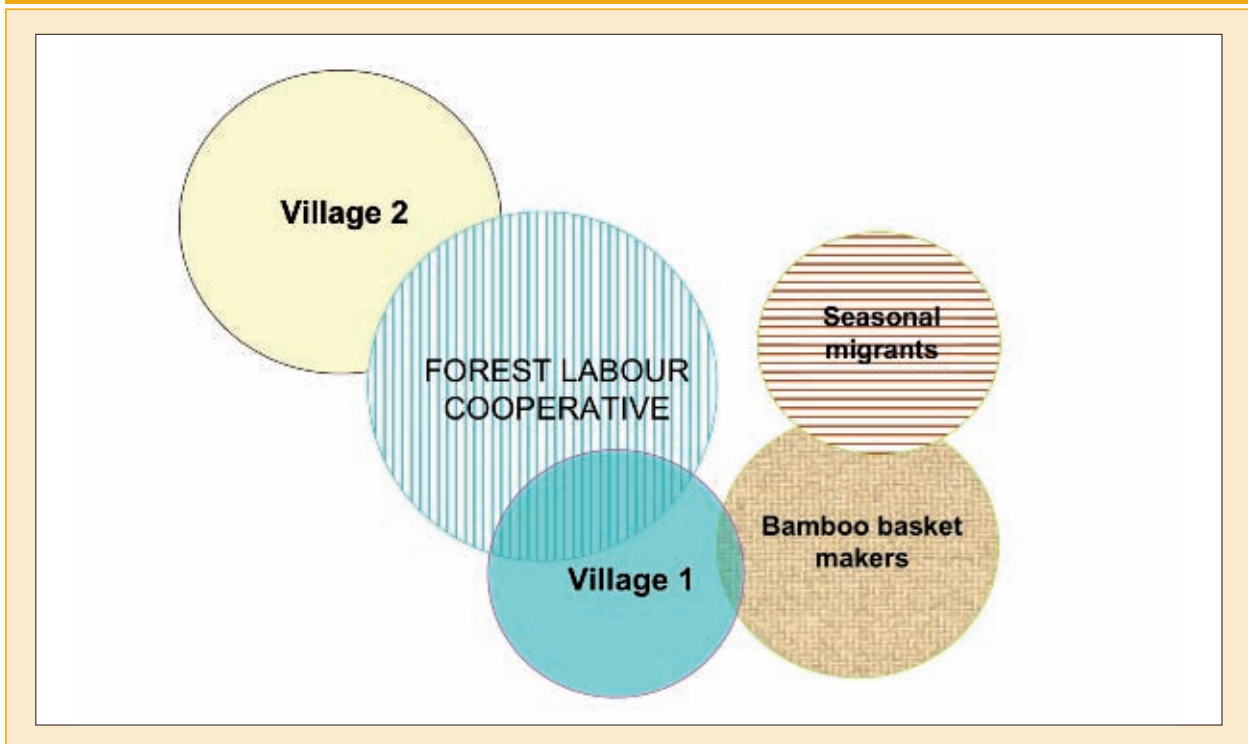 Village 2
FOREST LABOUR
COOPERATIVE
Seasonal
migrants
Bamboo basket
makers
Village 1